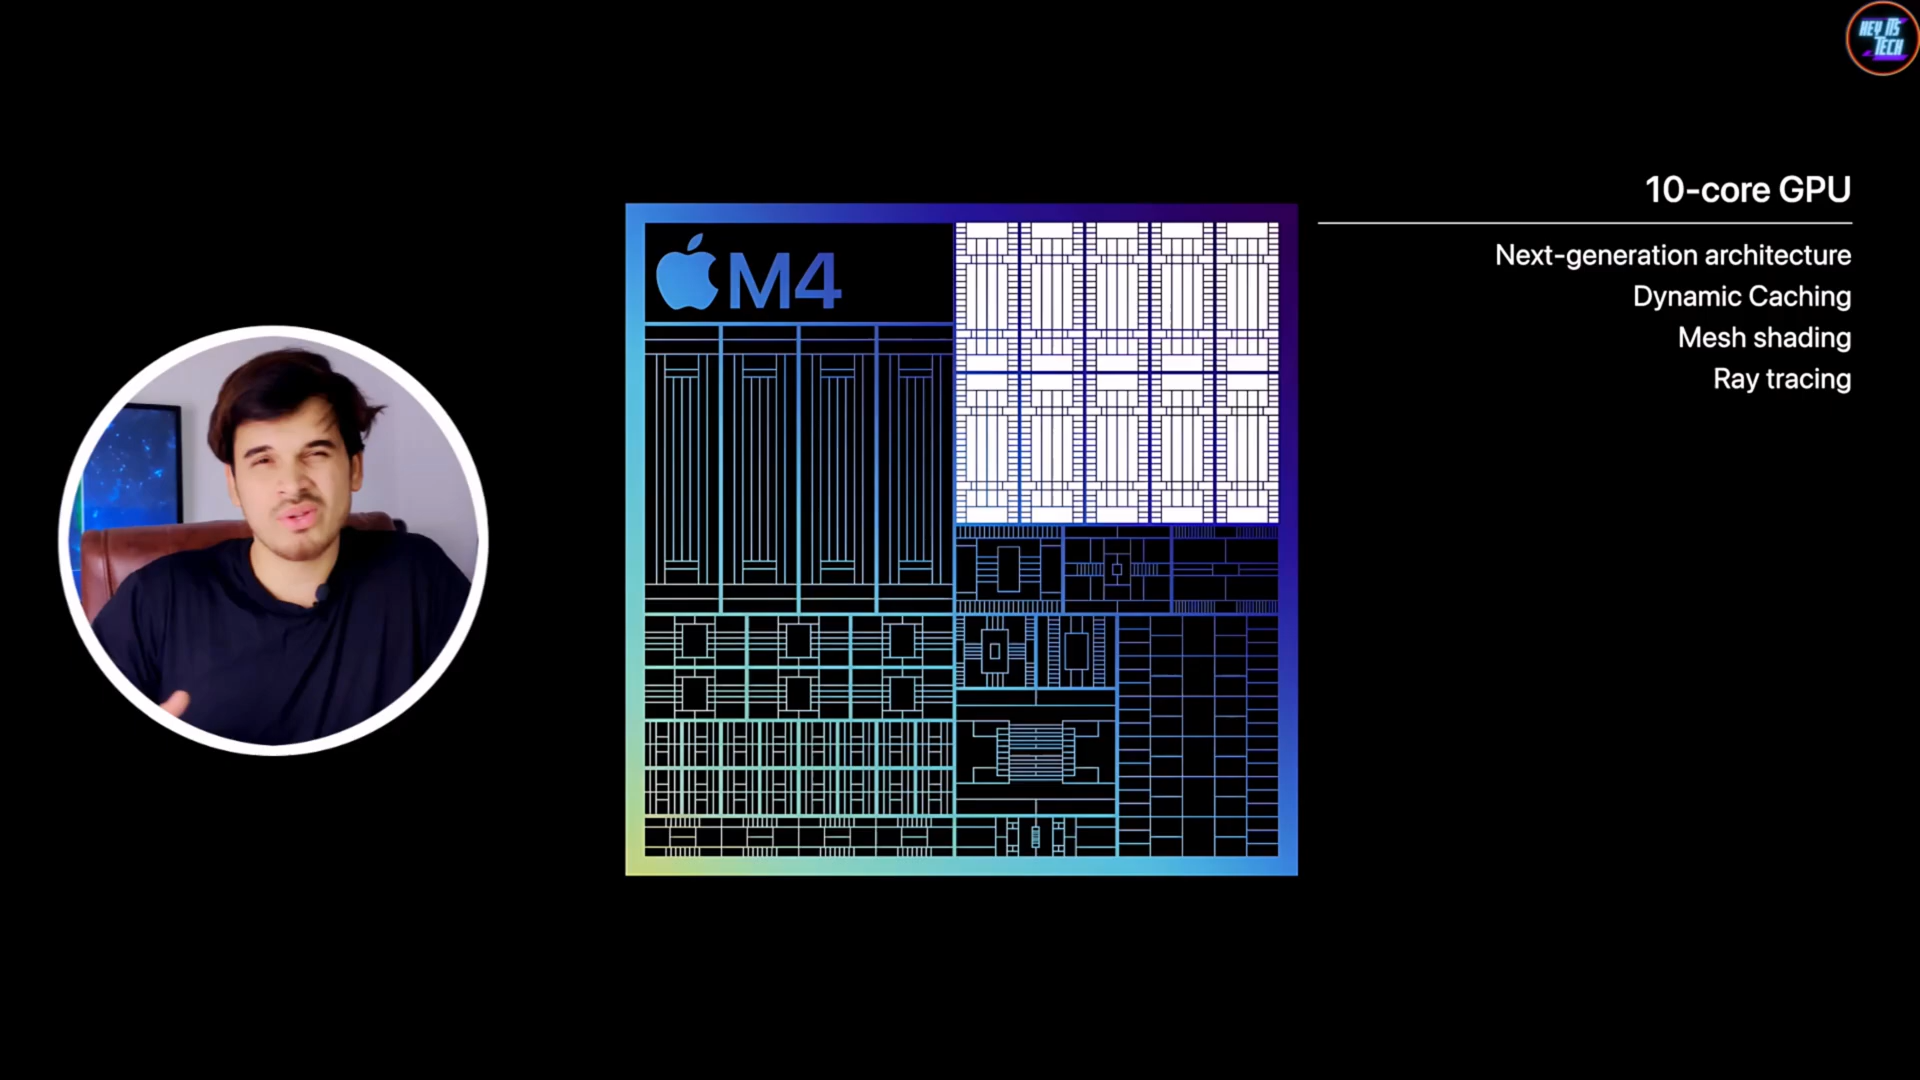 HEY ITS
TECH
10-core GPU
M4
Next-generation architecture
Dynamic Caching
Mesh shading
Ray tracing